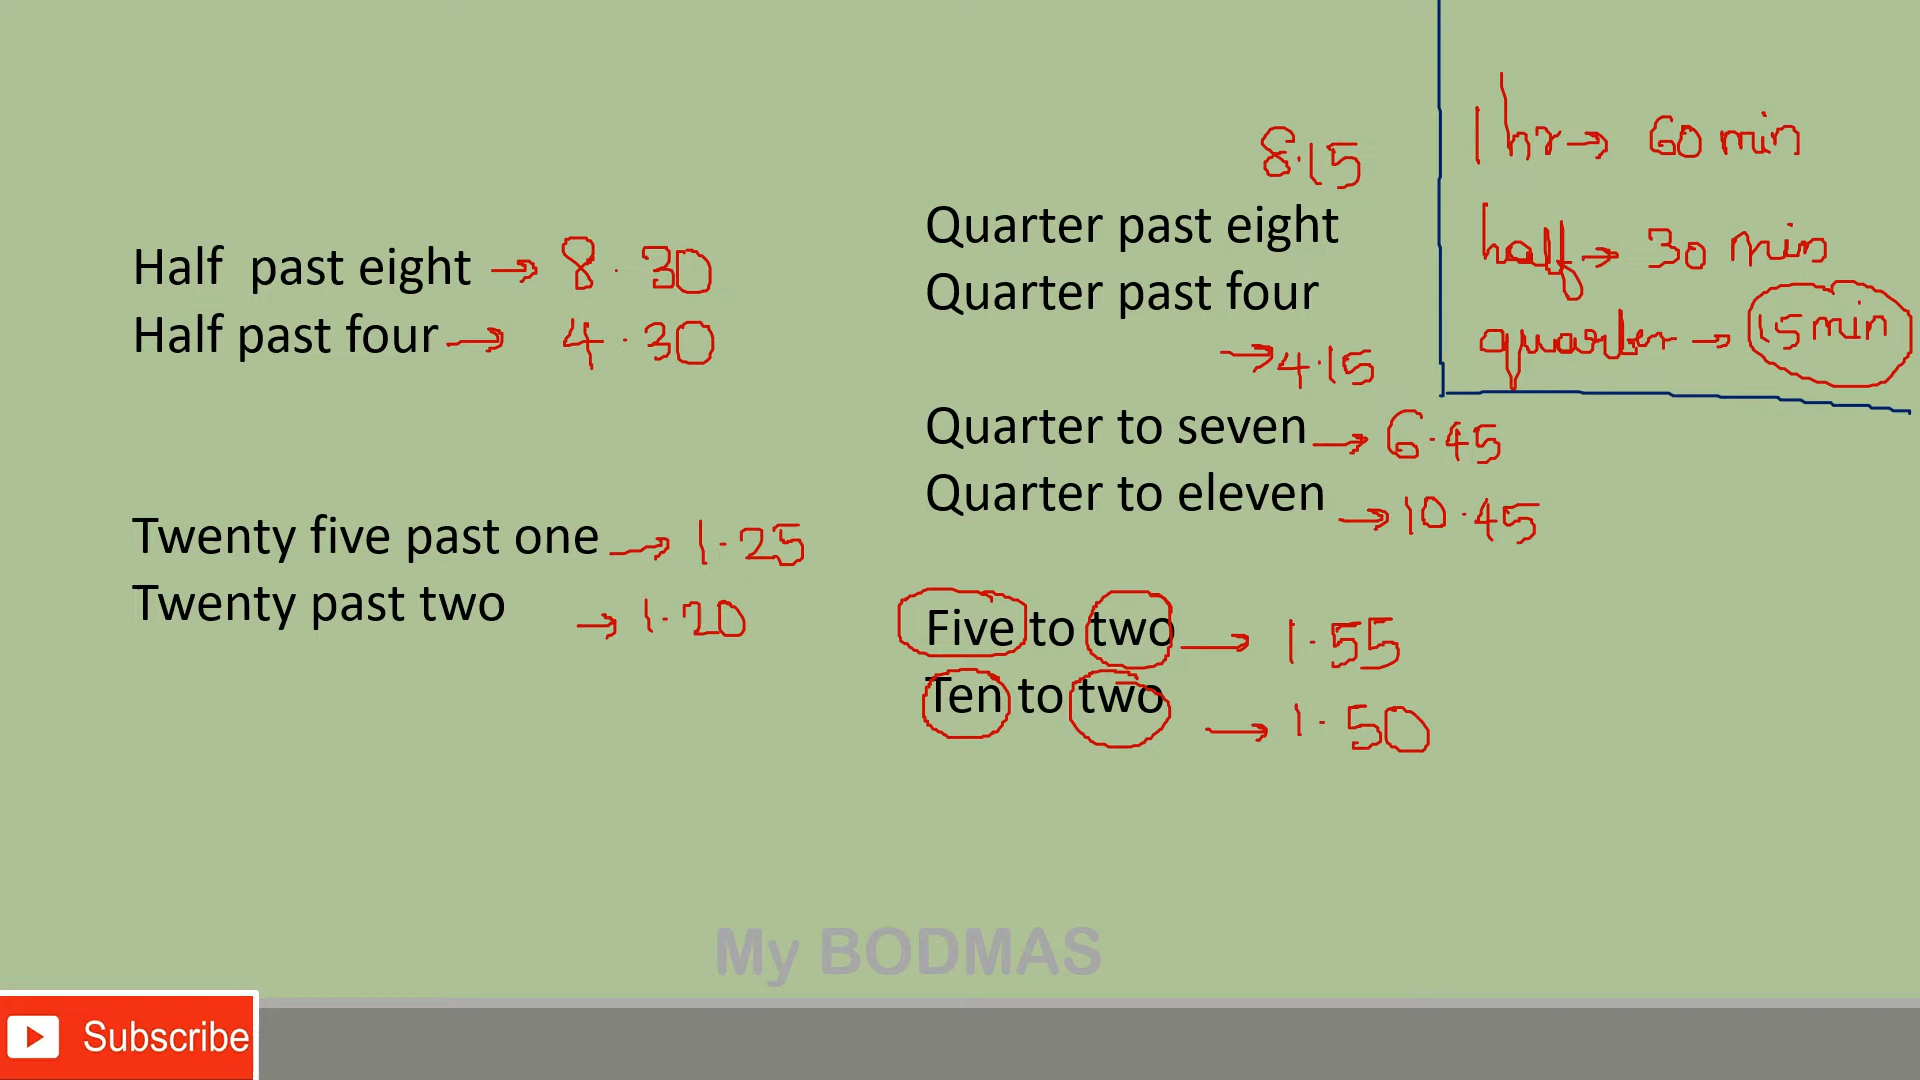 Half past eight → 8.30
Half past four → 4.30
Twenty five past one → 1.25
Twenty past two → 1.20
8.15
Quarter past eight
Quarter past four
→ 4.15
Quarter to seven → 6.45
Quarter to eleven → 10.45
Five to two → 1.55
Ten to two → 1.50
1 hr → 60 min
half → 30 min
quarter → 15 min
My BODMAS
Subscribe